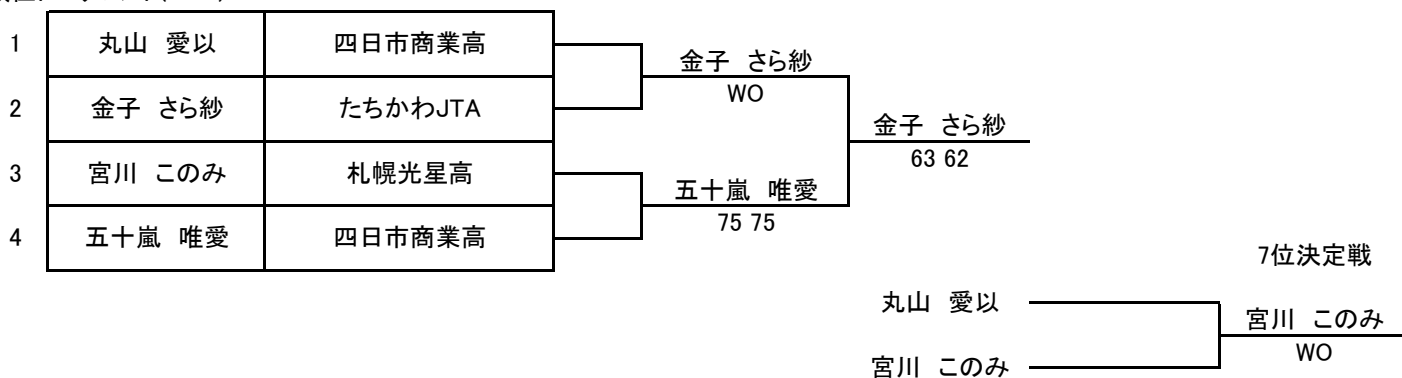 1 丸山 愛以 四日市商業高
金子 さら紗
WO
2 金子 さら紗 たちかわJTA
金子 さら紗
63 62
3 宮川 このみ 札幌光星高
五十嵐 唯愛
75 75
4 五十嵐 唯愛 四日市商業高
7位決定戦
丸山 愛以
宮川 このみ
WO
宮川 このみ